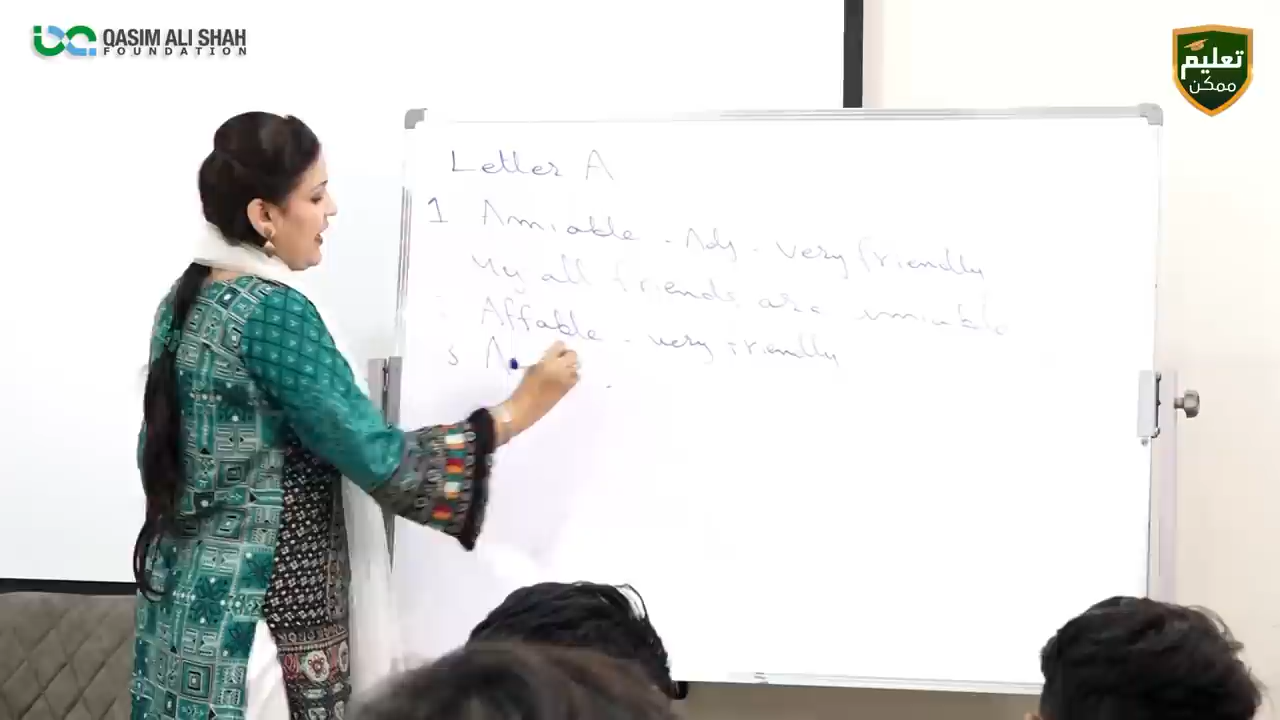 QASIM ALI SHAH
FOUNDATION
تعلیم
ممکن
Letter A
1 Amiable - Adj - very friendly
My all friends are amiable
Affable - very friendly
3 A